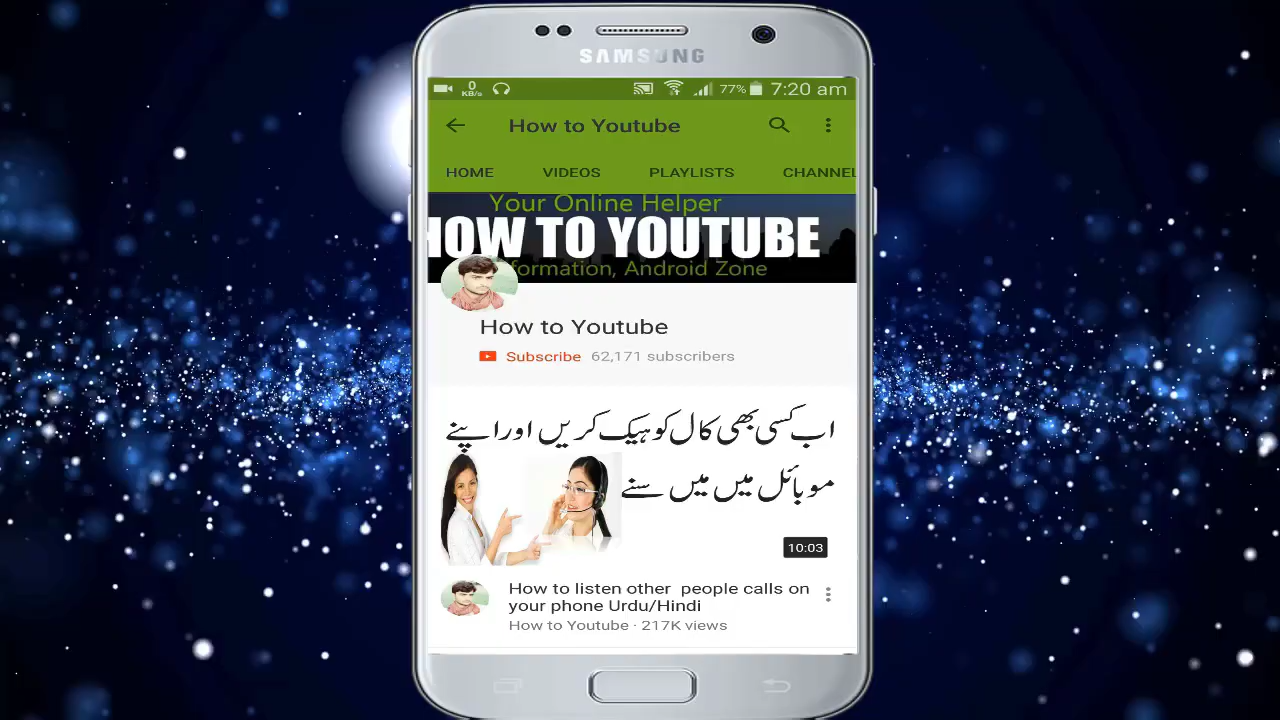 SAMSUNG
0
KB/s
77%
7:20 am
How to Youtube
HOME VIDEOS PLAYLISTS CHANNEL
Your Online Helper
HOW TO YOUTUBE
formation, Android Zone
How to Youtube
Subscribe 62,171 subscribers
اب کسی بھی کال کو ہیک کریں اور اپنے
موبائل میں میں سنے
10:03
How to listen other people calls on
your phone Urdu/Hindi
How to Youtube · 217K views